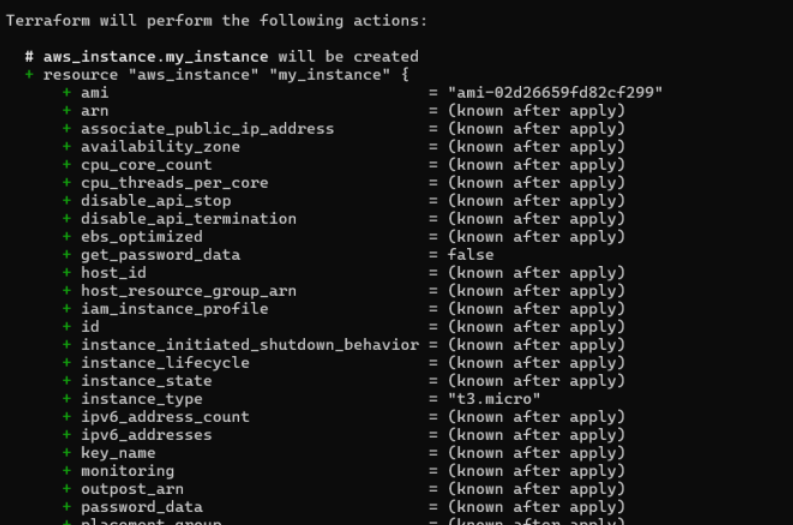 Terraform will perform the following actions:
# aws_instance.my_instance will be created
+ resource "aws_instance" "my_instance" {
+ ami = "ami-02d26659fd82cf299"
+ arn = (known after apply)
+ associate_public_ip_address = (known after apply)
+ availability_zone = (known after apply)
+ cpu_core_count = (known after apply)
+ cpu_threads_per_core = (known after apply)
+ disable_api_stop = (known after apply)
+ disable_api_termination = (known after apply)
+ ebs_optimized = (known after apply)
+ get_password_data = false
+ host_id = (known after apply)
+ host_resource_group_arn = (known after apply)
+ iam_instance_profile = (known after apply)
+ id = (known after apply)
+ instance_initiated_shutdown_behavior = (known after apply)
+ instance_lifecycle = (known after apply)
+ instance_state = (known after apply)
+ instance_type = "t3.micro"
+ ipv6_address_count = (known after apply)
+ ipv6_addresses = (known after apply)
+ key_name = (known after apply)
+ monitoring = (known after apply)
+ outpost_arn = (known after apply)
+ password_data = (known after apply)
+ placement_group = (known after apply)